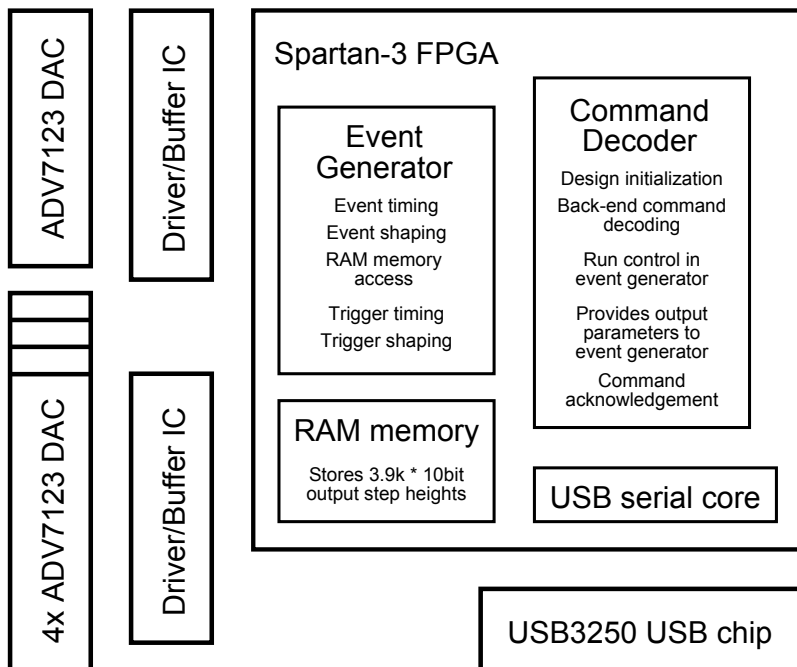 ADV7123 DAC
Driver/Buffer IC
Spartan-3 FPGA
Event
Generator
Event timing
Event shaping
RAM memory
access
Trigger timing
Trigger shaping
Command
Decoder
Design initialization
Back-end command
decoding
Run control in
event generator
Provides output
parameters to
event generator
Command
acknowledgement
4x ADV7123 DAC
Driver/Buffer IC
RAM memory
Stores 3.9k * 10bit
output step heights
USB serial core
USB3250 USB chip